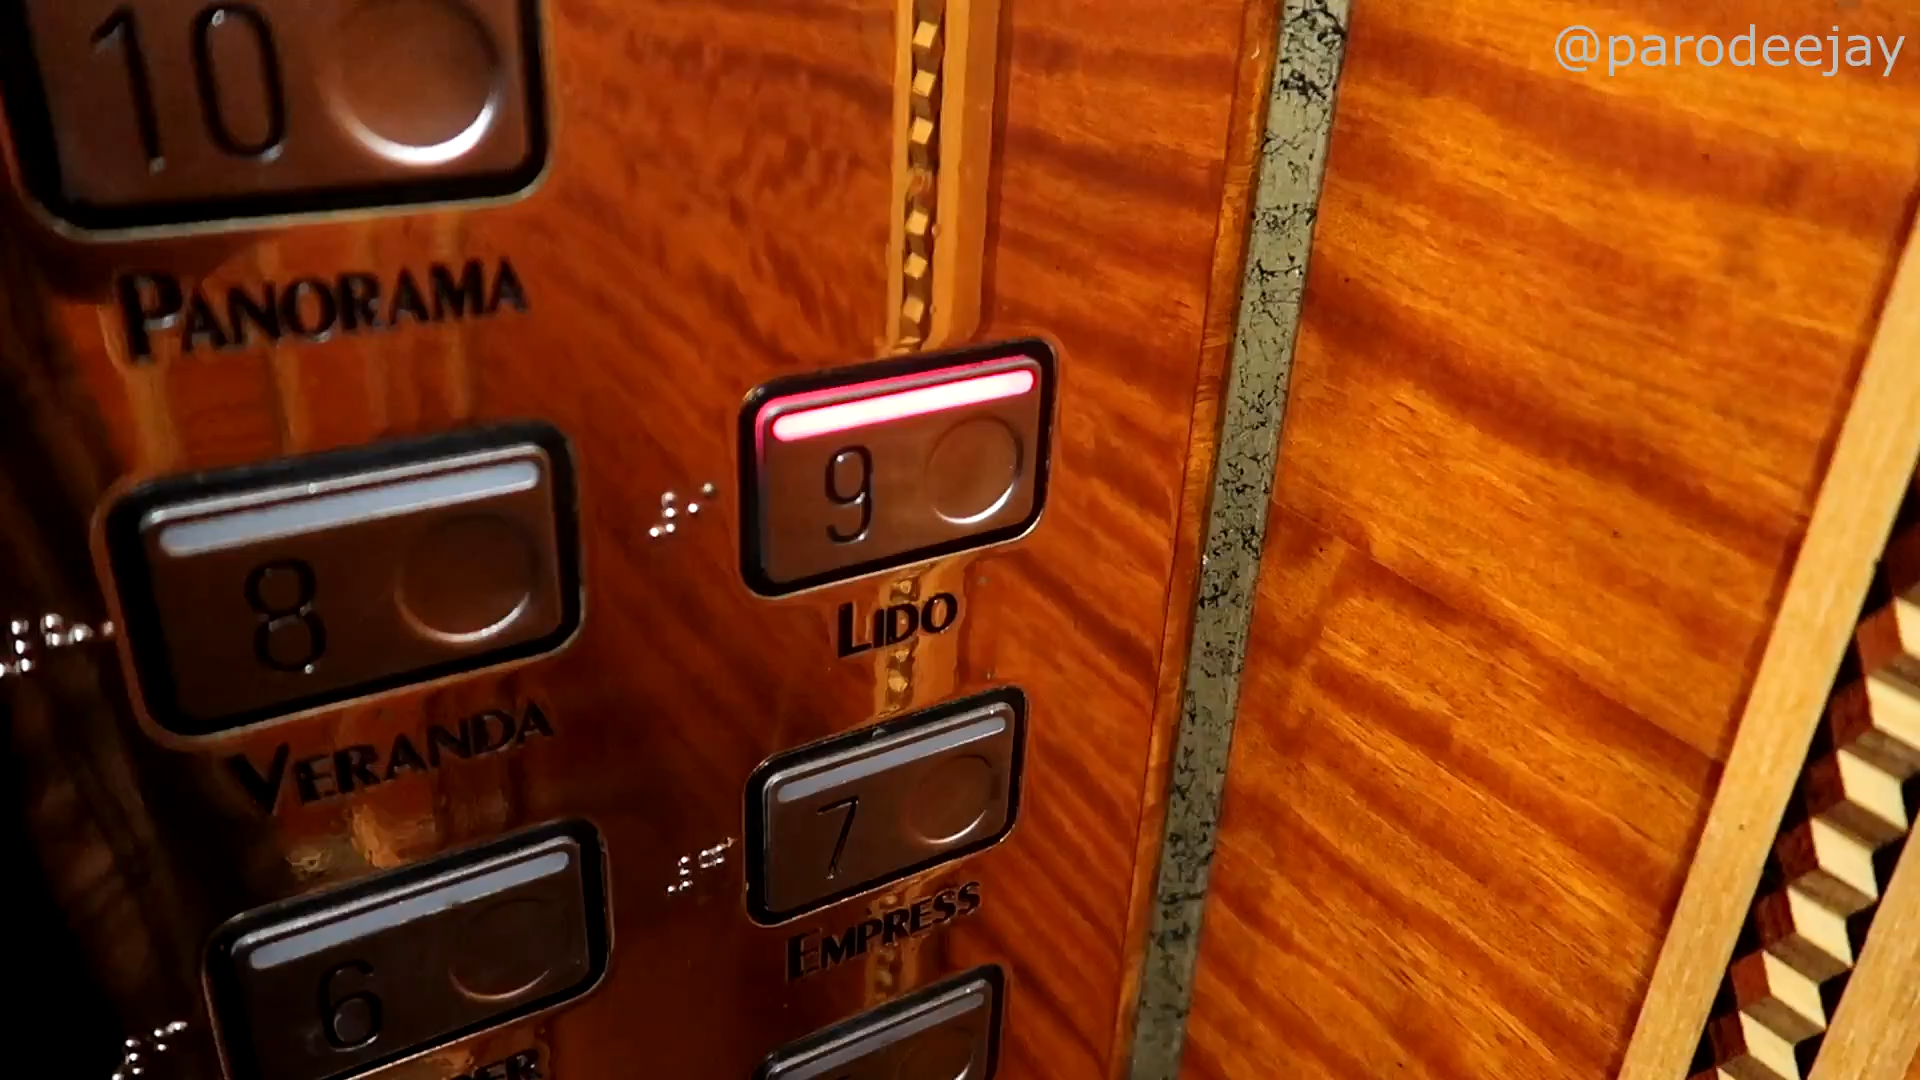 @parodeejay
10
PANORAMA
9
LIDO
8
VERANDA
7
EMPRESS
6